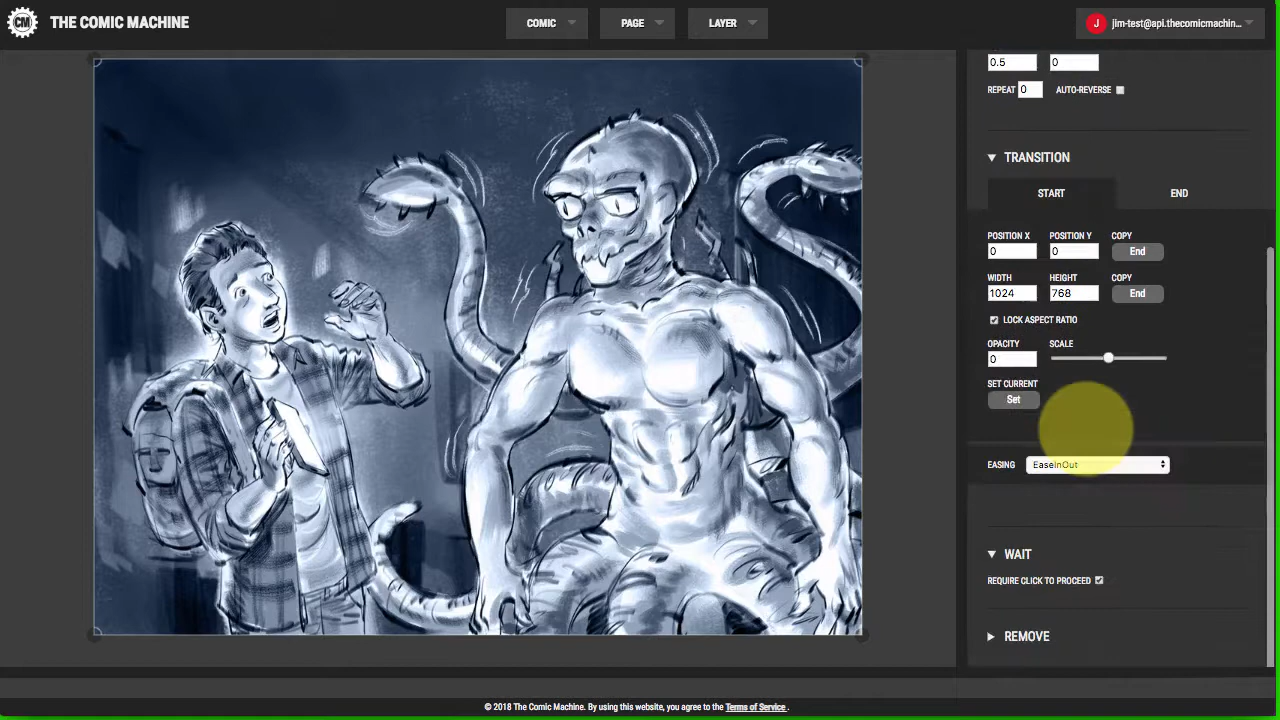 CM THE COMIC MACHINE
COMIC PAGE LAYER
J jim-test@api.thecomicmachin...
0.5 0
REPEAT 0 AUTO-REVERSE
TRANSITION
START END
POSITION X POSITION Y COPY
0 0 End
WIDTH HEIGHT COPY
1024 768 End
LOCK ASPECT RATIO
OPACITY SCALE
0
SET CURRENT
Set
EASING EaseInOut
WAIT
REQUIRE CLICK TO PROCEED
REMOVE
© 2018 The Comic Machine. By using this website, you agree to the Terms of Service .